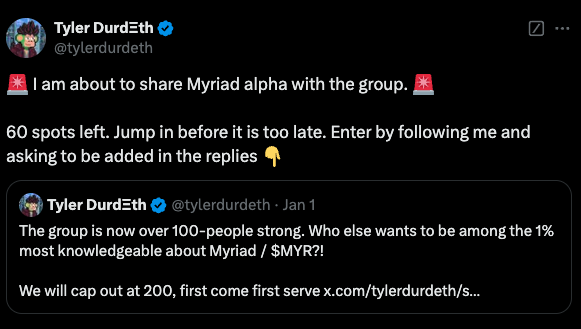 Tyler DurdΞth
@tylerdurdeth
🚨 I am about to share Myriad alpha with the group. 🚨
60 spots left. Jump in before it is too late. Enter by following me and
asking to be added in the replies 👇
Tyler DurdΞth @tylerdurdeth · Jan 1
The group is now over 100-people strong. Who else wants to be among the 1%
most knowledgeable about Myriad / $MYR?!
We will cap out at 200, first come first serve x.com/tylerdurdeth/s...